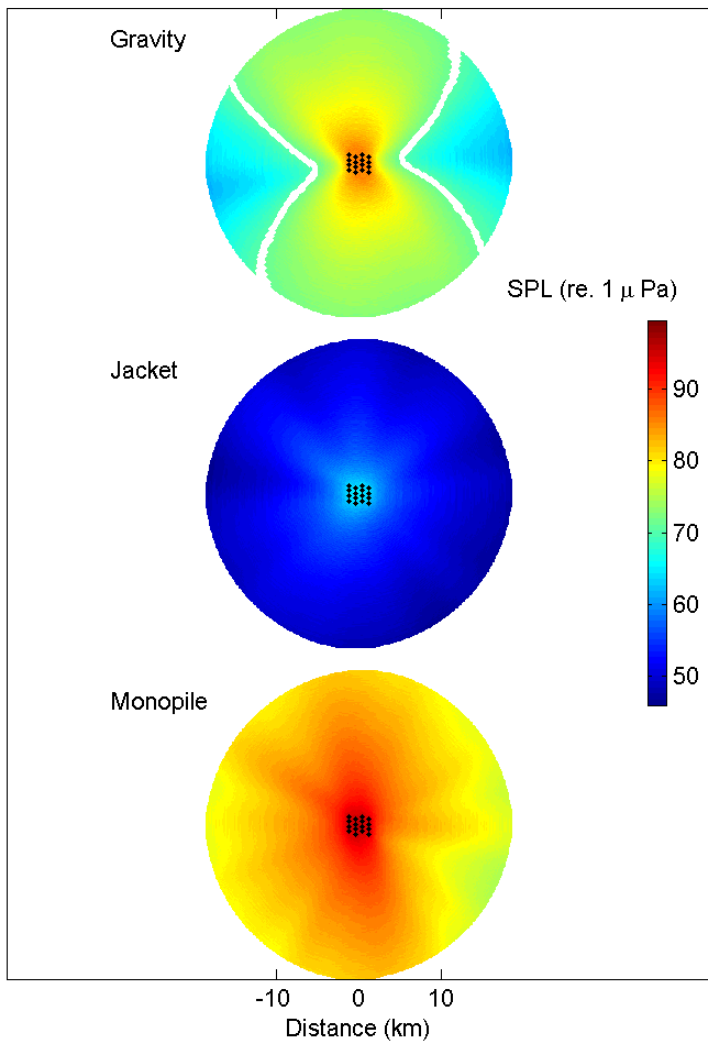 Gravity
SPL (re. 1 μ Pa)
Jacket
90
80
70
60
50
Monopile
-10 0 10
Distance (km)